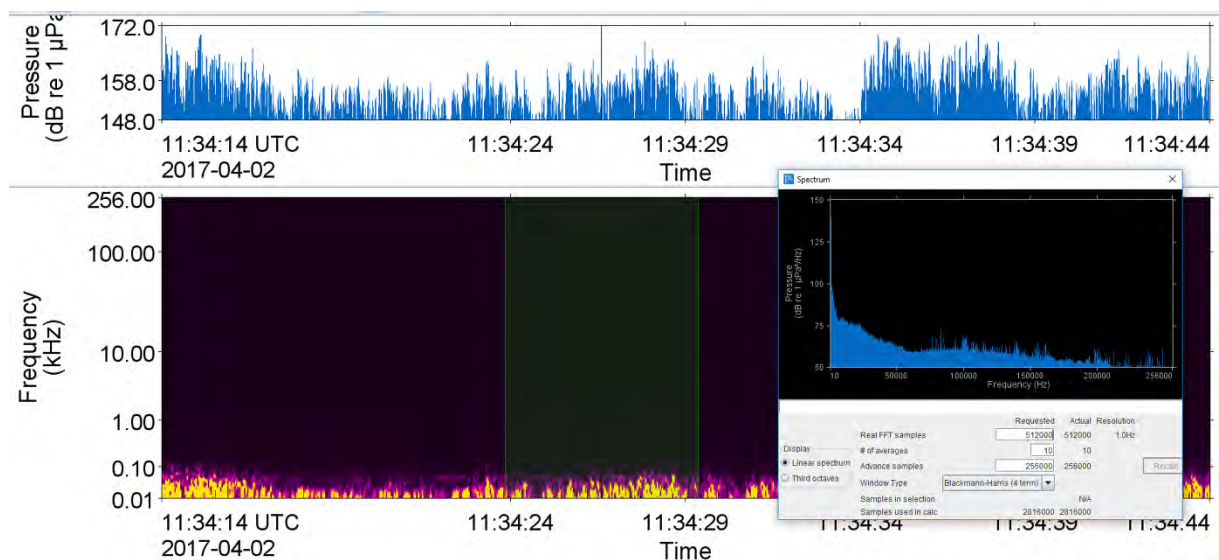 172.0
158.0
148.0
Pressure
(dB re 1 µPa)
11:34:14 UTC 11:34:24 11:34:29 11:34:34 11:34:39 11:34:44
2017-04-02
Time
256.00
100.00
10.00
1.00
0.10
0.01
Frequency
(kHz)
11:34:14 UTC 11:34:24 11:34:29 11:34:34 11:34:39 11:34:44
2017-04-02
Time
Spectrum
150
125
100
75
50
Pressure
(dB re 1 µPa²/Hz)
10 50000 100000 150000 200000 256000
Frequency (Hz)
Requested Actual Resolution
Real FFT samples 512000 512000 1.0Hz
Display
# of averages 10 10
Linear spectrum
Advance samples 256000 256000
Third octaves
Window Type Blackmann-Harris (4 term)
Samples in selection N/A
Samples used in calc 2816000 2816000